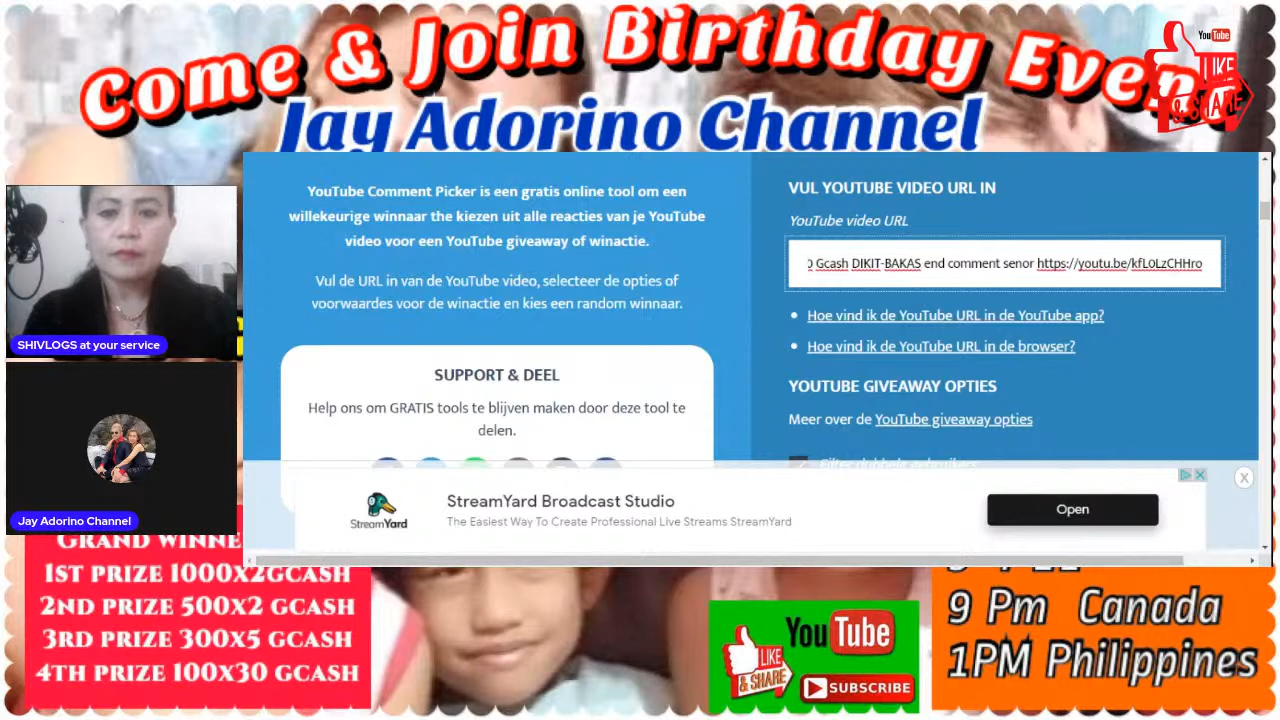 Come & Join Birthday Even
Jay Adorino Channel
YouTube
LIKE
& SHARE
YouTube Comment Picker is een gratis online tool om een
willekeurige winnaar the kiezen uit alle reacties van je YouTube
video voor een YouTube giveaway of winactie.
Vul de URL in van de YouTube video, selecteer de opties of
voorwaardes voor de winactie en kies een random winnaar.
SUPPORT & DEEL
Help ons om GRATIS tools te blijven maken door deze tool te
delen.
VUL YOUTUBE VIDEO URL IN
YouTube video URL
Gcash DIKIT-BAKAS end comment senor https://youtu.be/kfL0LzCHHro
Hoe vind ik de YouTube URL in de YouTube app?
Hoe vind ik de YouTube URL in de browser?
YOUTUBE GIVEAWAY OPTIES
Meer over de YouTube giveaway opties
Filter dubbele gebruikers
SHIVLOGS at your service
Jay Adorino Channel
StreamYard
StreamYard Broadcast Studio
The Easiest Way To Create Professional Live Streams StreamYard
Open
X
GRAND WINNE
1ST PRIZE 1000X2GCASH
2ND PRIZE 500X2 GCASH
3RD PRIZE 300X5 GCASH
4TH PRIZE 100X30 GCASH
YouTube
LIKE
& SHARE
SUBSCRIBE
9 Pm Canada
1PM Philippines